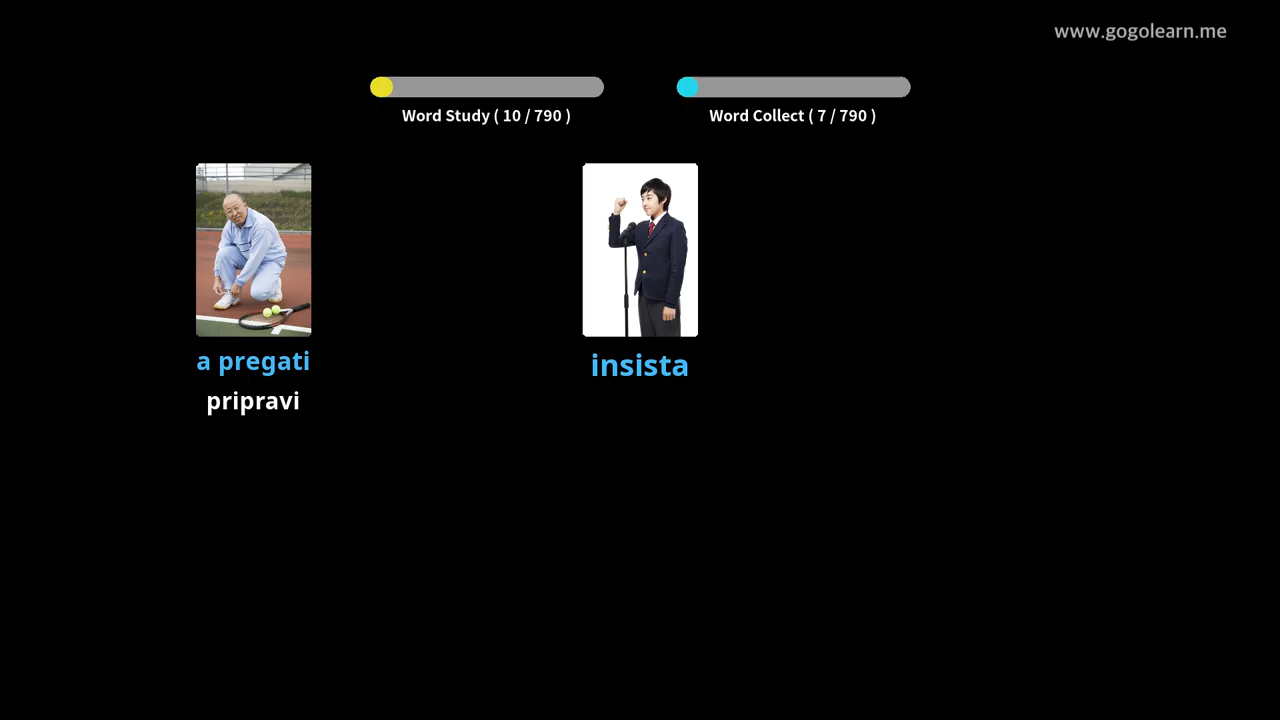 www.gogolearn.me
Word Study ( 10 / 790 )
Word Collect ( 7 / 790 )
a pregati
pripravi
insista